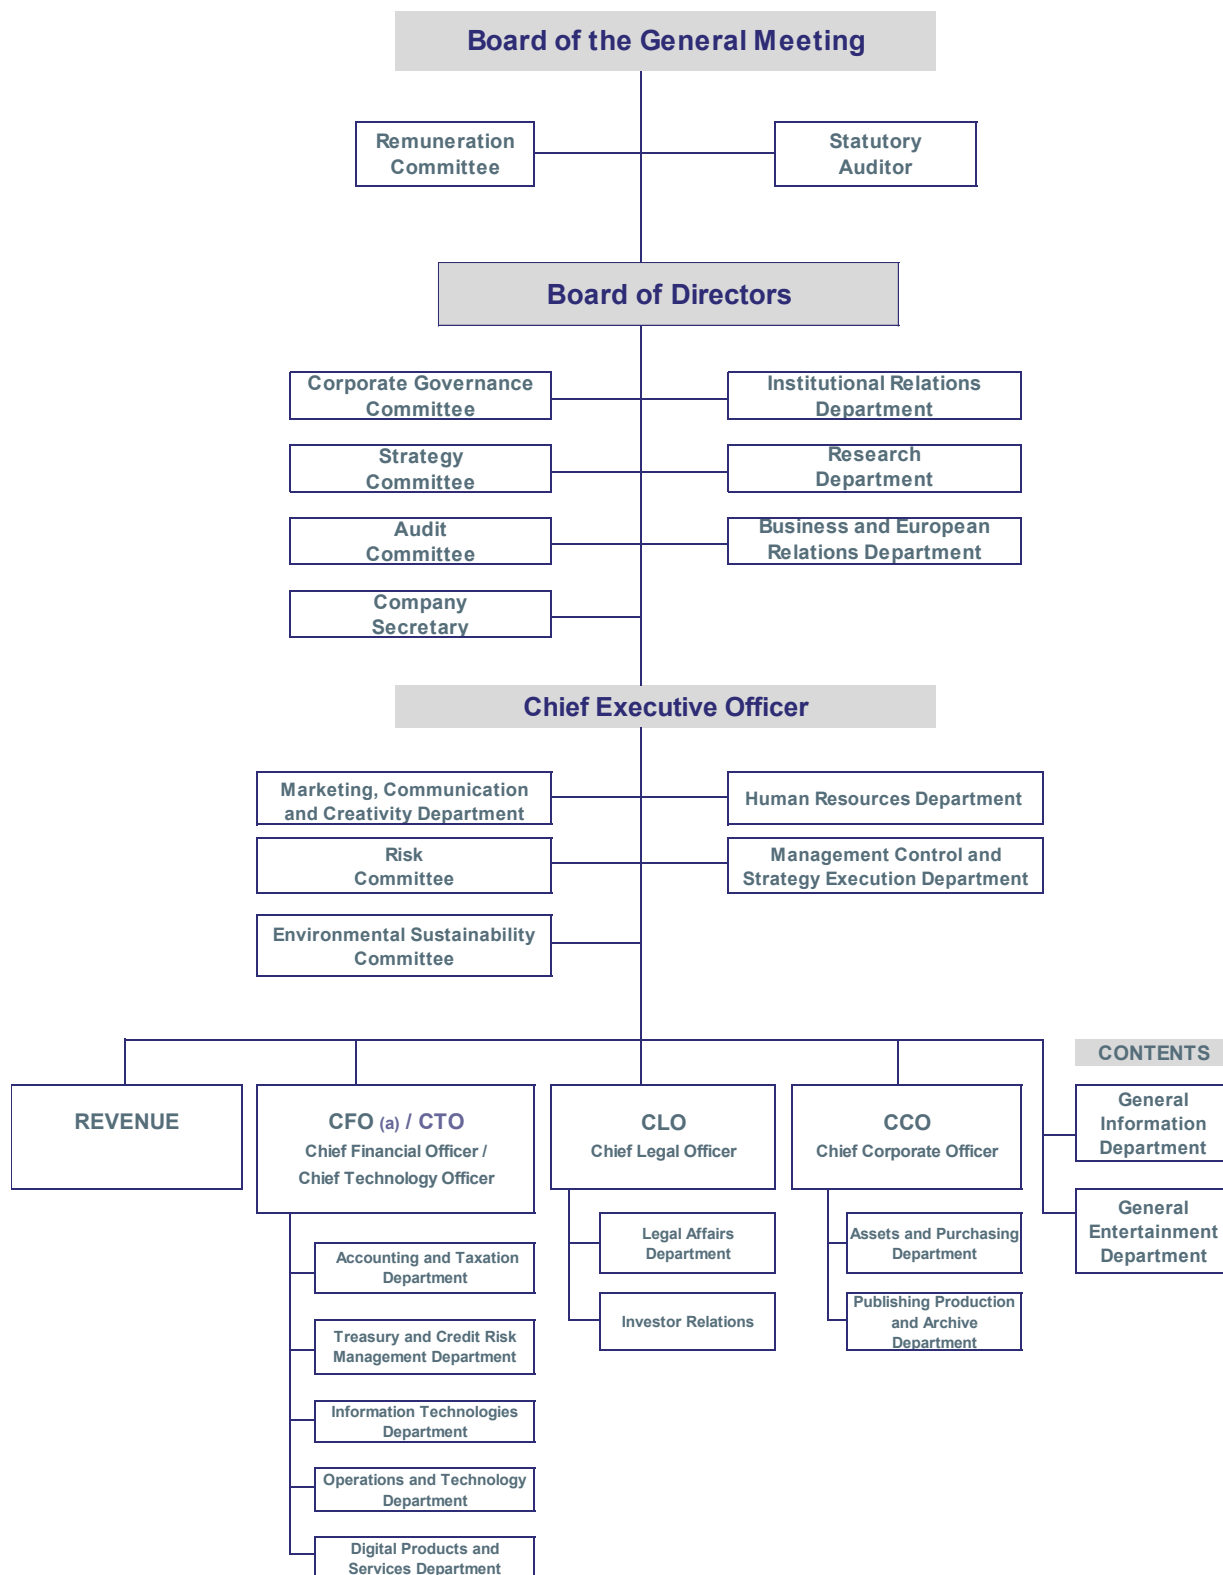 Board of the General Meeting
Remuneration
Committee
Statutory
Auditor
Board of Directors
Corporate Governance
Committee
Institutional Relations
Department
Strategy
Committee
Research
Department
Audit
Committee
Business and European
Relations Department
Company
Secretary
Chief Executive Officer
Marketing, Communication
and Creativity Department
Human Resources Department
Risk
Committee
Management Control and
Strategy Execution Department
Environmental Sustainability
Committee
CONTENTS
REVENUE
CFO (a) / CTO
Chief Financial Officer /
Chief Technology Officer
CLO
Chief Legal Officer
CCO
Chief Corporate Officer
General
Information
Department
General
Entertainment
Department
Accounting and Taxation
Department
Treasury and Credit Risk
Management Department
Information Technologies
Department
Operations and Technology
Department
Digital Products and
Services Department
Legal Affairs
Department
Investor Relations
Assets and Purchasing
Department
Publishing Production
and Archive
Department